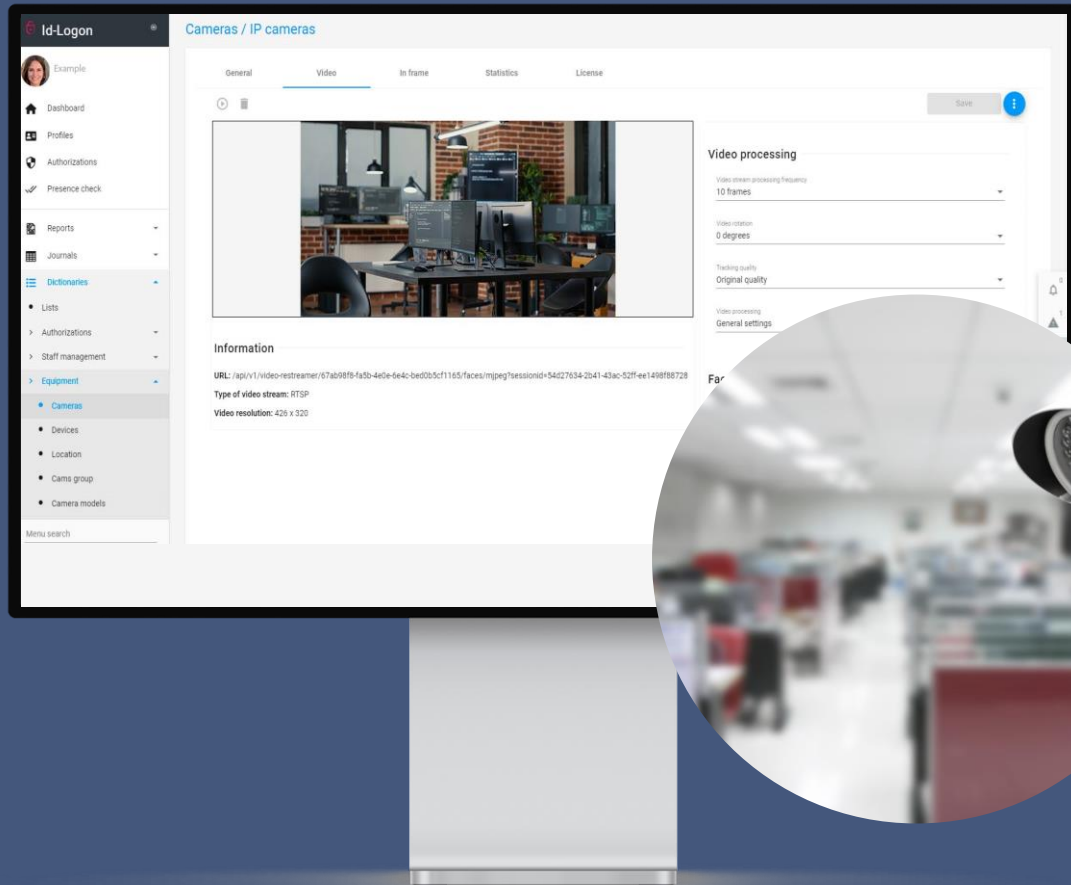 Id-Logon
Cameras / IP cameras
Example
Dashboard
Profiles
Authorizations
Presence check
Reports
Journals
Dictionaries
Lists
Authorizations
Staff management
Equipment
Cameras
Devices
Location
Cams group
Camera models
Menu search
General
Video
In frame
Statistics
License
Save
Information
URL: /api/v1/video-restreamer/67ab98f8-fa5b-4e0e-6e4c-bed0b5cf1165/faces/mjpeg?sessionid=54d27634-2b41-43ac-52ff-ee1498f88728
Type of video stream: RTSP
Video resolution: 426 x 320
Video processing
Video stream processing frequency
10 frames
Video rotation
0 degrees
Tracking quality
Original quality
Video processing
General settings